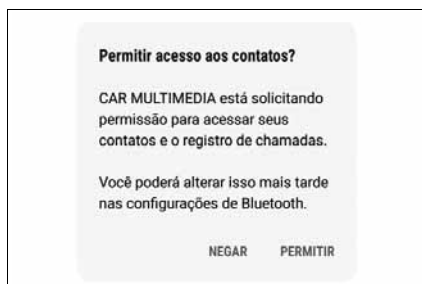 Permitir acesso aos contatos?
CAR MULTIMEDIA está solicitando
permissão para acessar seus
contatos e o registro de chamadas.
Você poderá alterar isso mais tarde
nas configurações de Bluetooth.
NEGAR PERMITIR